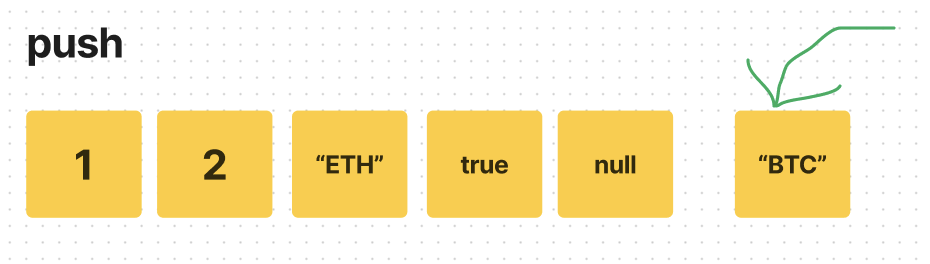 push
1 2 “ETH” true null “BTC”